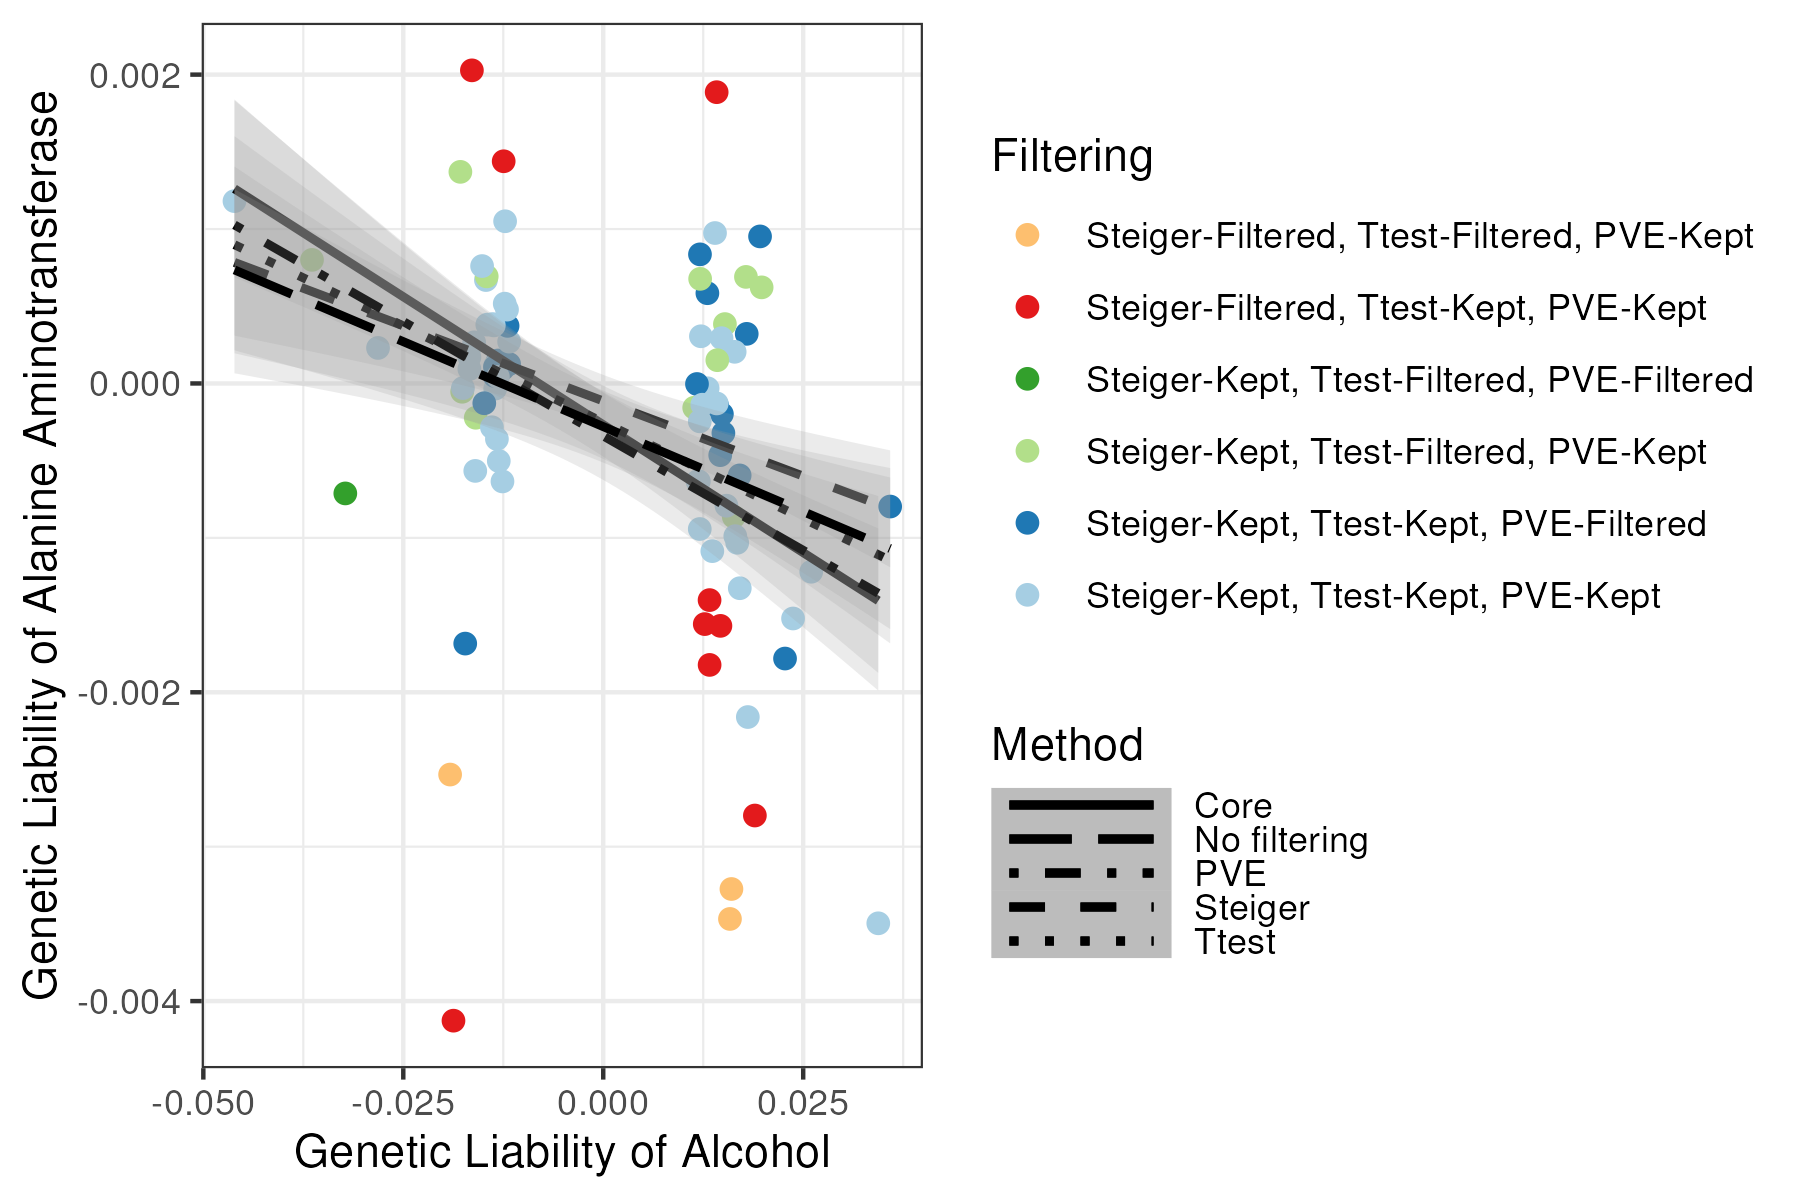 Genetic Liability of Alanine Aminotransferase
0.002
0.000
-0.002
-0.004
-0.050
-0.025
0.000
0.025
Genetic Liability of Alcohol
Filtering
Steiger-Filtered, Ttest-Filtered, PVE-Kept
Steiger-Filtered, Ttest-Kept, PVE-Kept
Steiger-Kept, Ttest-Filtered, PVE-Filtered
Steiger-Kept, Ttest-Filtered, PVE-Kept
Steiger-Kept, Ttest-Kept, PVE-Filtered
Steiger-Kept, Ttest-Kept, PVE-Kept
Method
Core
No filtering
PVE
Steiger
Ttest